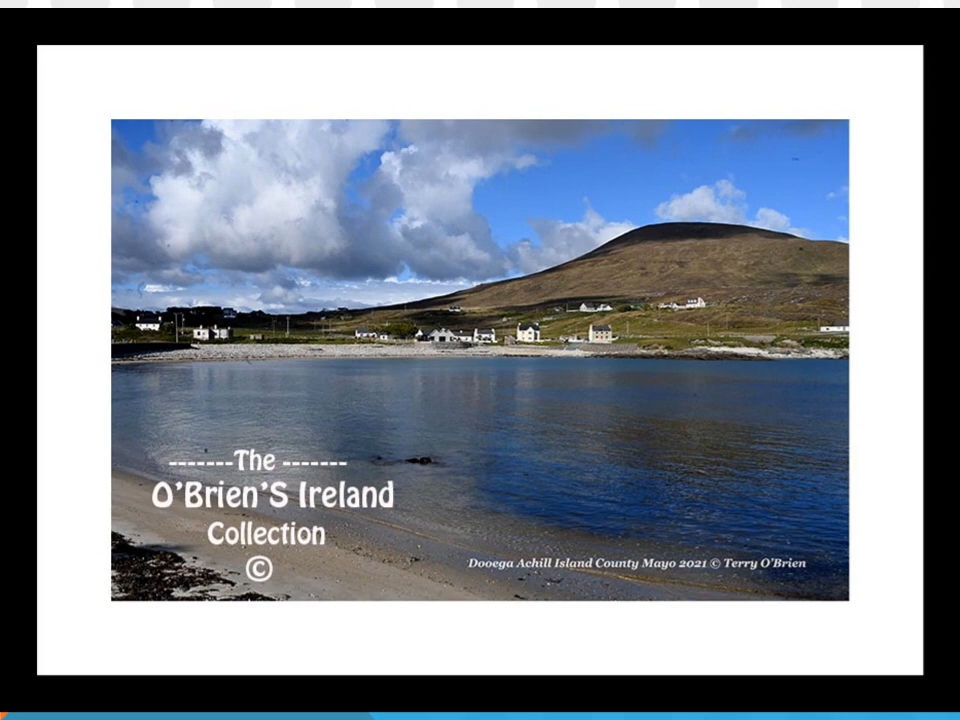 -------The -------
O'Brien'S Ireland
Collection
©
Dooega Achill Island County Mayo 2021 © Terry O'Brien